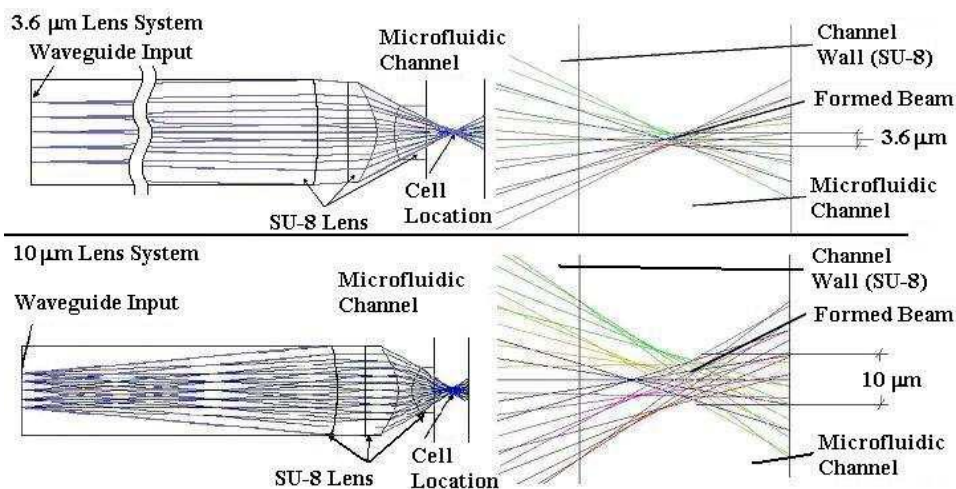 3.6 μm Lens System
Waveguide Input
Microfluidic
Channel
SU-8 Lens
Cell
Location
Channel
Wall (SU-8)
Formed Beam
3.6 μm
Microfluidic
Channel
10 μm Lens System
Waveguide Input
Microfluidic
Channel
SU-8 Lens
Cell
Location
Channel
Wall (SU-8)
Formed Beam
10 μm
Microfluidic
Channel